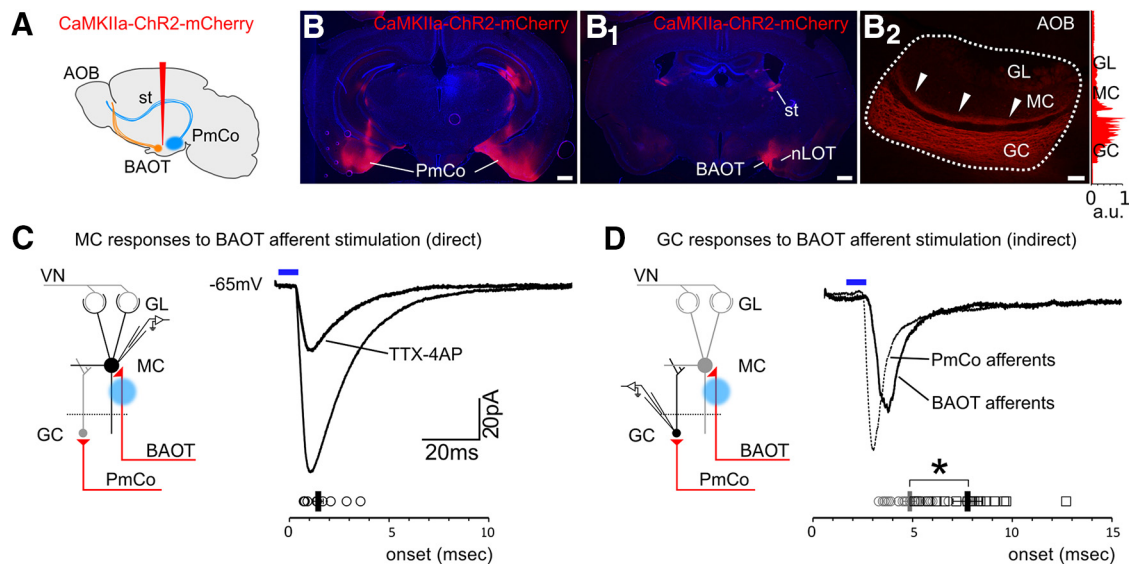 A
CaMKIIa-ChR2-mCherry
AOB
st
PmCo
BAOT
B
CaMKIIa-ChR2-mCherry
PmCo
B1
CaMKIIa-ChR2-mCherry
st
BAOT
nLOT
B2
AOB
GL
MC
GC
GL
MC
GC
0 1
a.u.
C
MC responses to BAOT afferent stimulation (direct)
VN
GL
MC
GC
BAOT
PmCo
-65mV
TTX-4AP
20pA
20ms
0 5 10
onset (msec)
D
GC responses to BAOT afferent stimulation (indirect)
VN
GL
MC
GC
BAOT
PmCo
PmCo afferents
BAOT afferents
*
0 5 10 15
onset (msec)